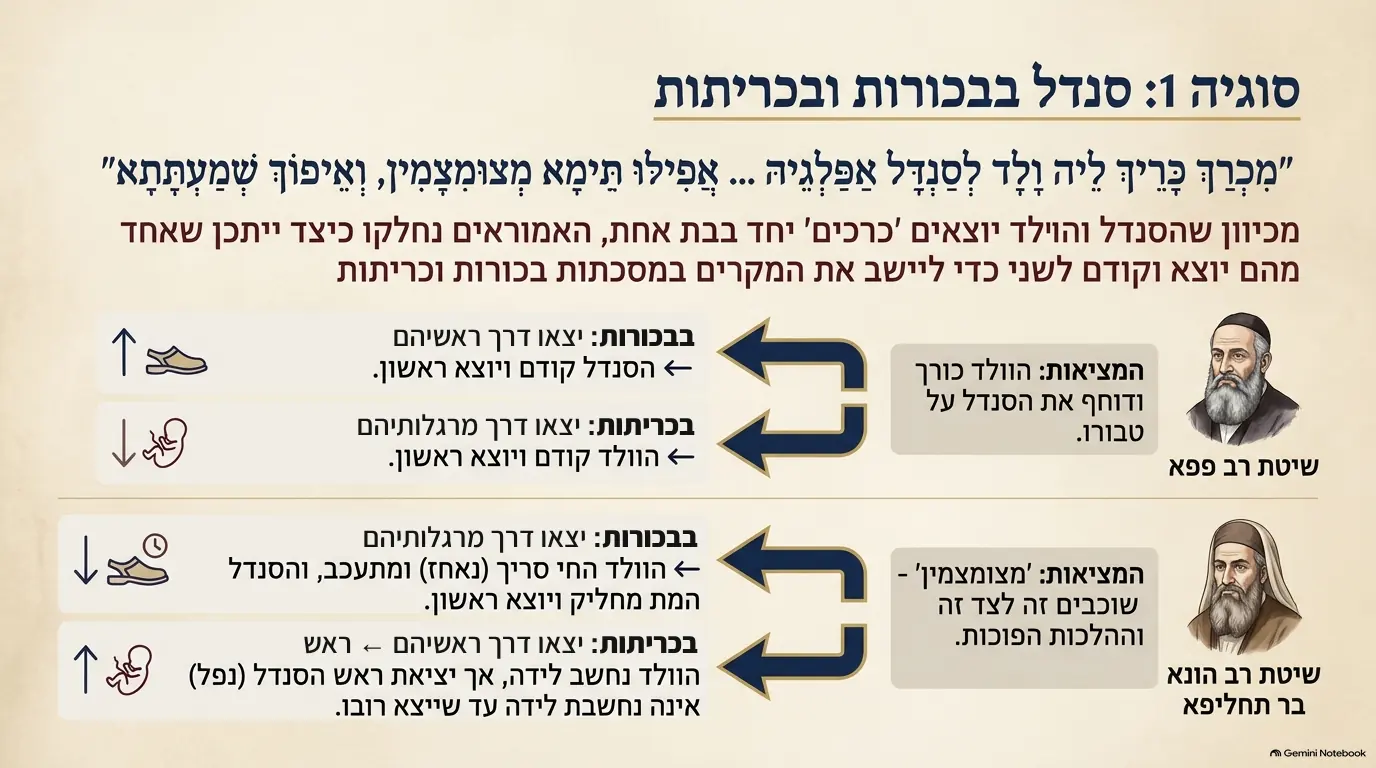 סוגיה 1: סנדל בבכורות ובכריתות
"מִכְרַךְ כָּרֵיךְ לֵיה וָלָד לְסַנְדָּל אַפַּלְגֵיהּ ... אֲפִילּוּ תֵּימָא מְצוּמְצָמִין, וְאֵיפוֹךְ שְׁמַעְתָּתָא"
מכיוון שהסנדל והולד יוצאים 'כרכים' יחד בבת אחת, האמוראים נחלקו כיצד ייתכן שאחד
מהם יוצא וקודם לשני כדי ליישב את המקרים במסכתות בכורות וכריתות
שיטת רב פפא
המציאות: הוולד כורך
ודוחף את הסנדל על
טבורו.
בבכורות: יצאו דרך ראשיהם
← הסנדל קודם ויוצא ראשון.
בכריתות: יצאו דרך מרגלותיהם
← הוולד קודם ויוצא ראשון.
שיטת רב הונא
בר תחליפא
המציאות: 'מצומצמין' -
שוכבים זה לצד זה
וההלכות הפוכות.
בבכורות: יצאו דרך מרגלותיהם
← הוולד החי סריך (נאחז) ומתעכב, והסנדל
המת מחליק ויוצא ראשון.
בכריתות: יצאו דרך ראשיהם ← ראש
הוולד נחשב לידה, אך יציאת ראש הסנדל (נפל)
אינה נחשבת לידה עד שייצא רובו.
Gemini Notebook